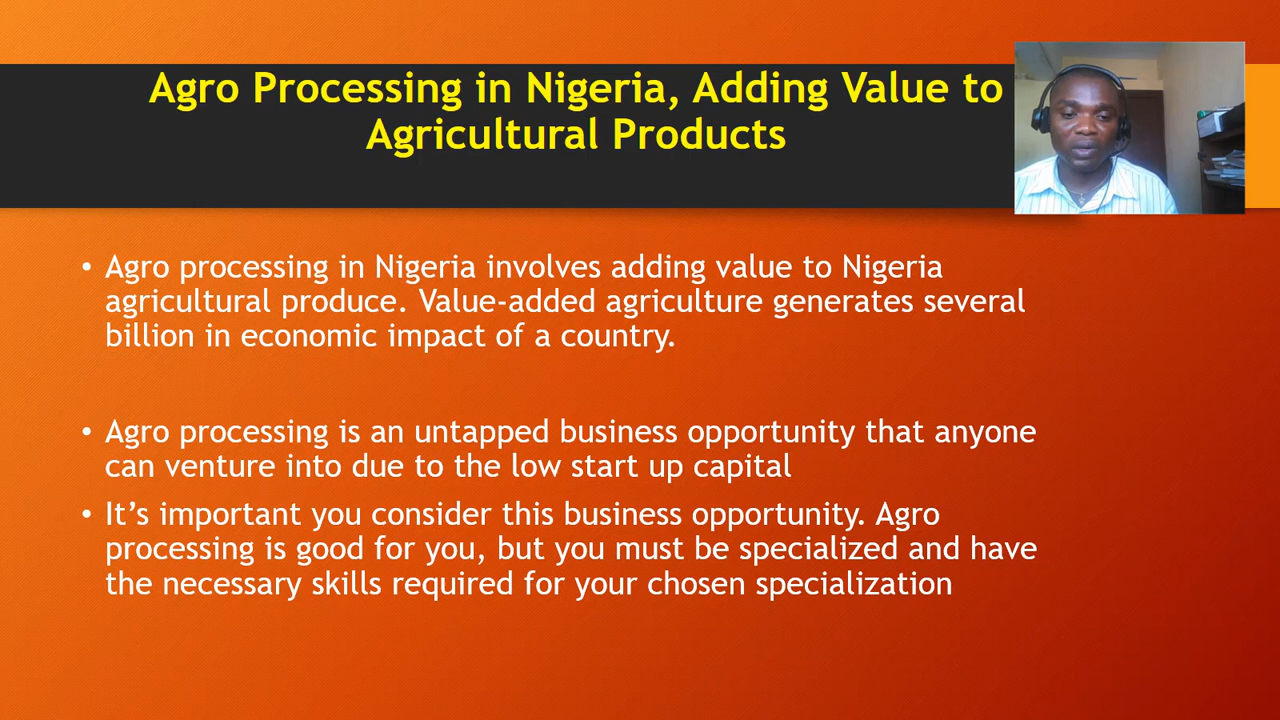 Agro Processing in Nigeria, Adding Value to
Agricultural Products
• Agro processing in Nigeria involves adding value to Nigeria
agricultural produce. Value-added agriculture generates several
billion in economic impact of a country.
• Agro processing is an untapped business opportunity that anyone
can venture into due to the low start up capital
• It’s important you consider this business opportunity. Agro
processing is good for you, but you must be specialized and have
the necessary skills required for your chosen specialization